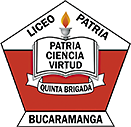 LICEO PATRIA
PATRIA
CIENCIA
VIRTUD
QUINTA BRIGADA
BUCARAMANGA